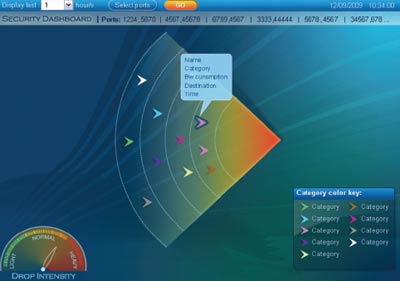 Display last 1 hour/s Select ports GO 12/09/2009 10:34:00
SECURITY DASHBOARD | Ports: 1234,,5678 | 4567,45678 | 6789,4567 | 3333,44444 | 5678 ,4567 | 34567,678 ...
Name
Category
Bw cunsmption
Destination
Time
Category color key:
Category Category
Category Category
Category Category
Category Category
Category
LIGHT NORMAL HEAVY
DROP INTENSITY